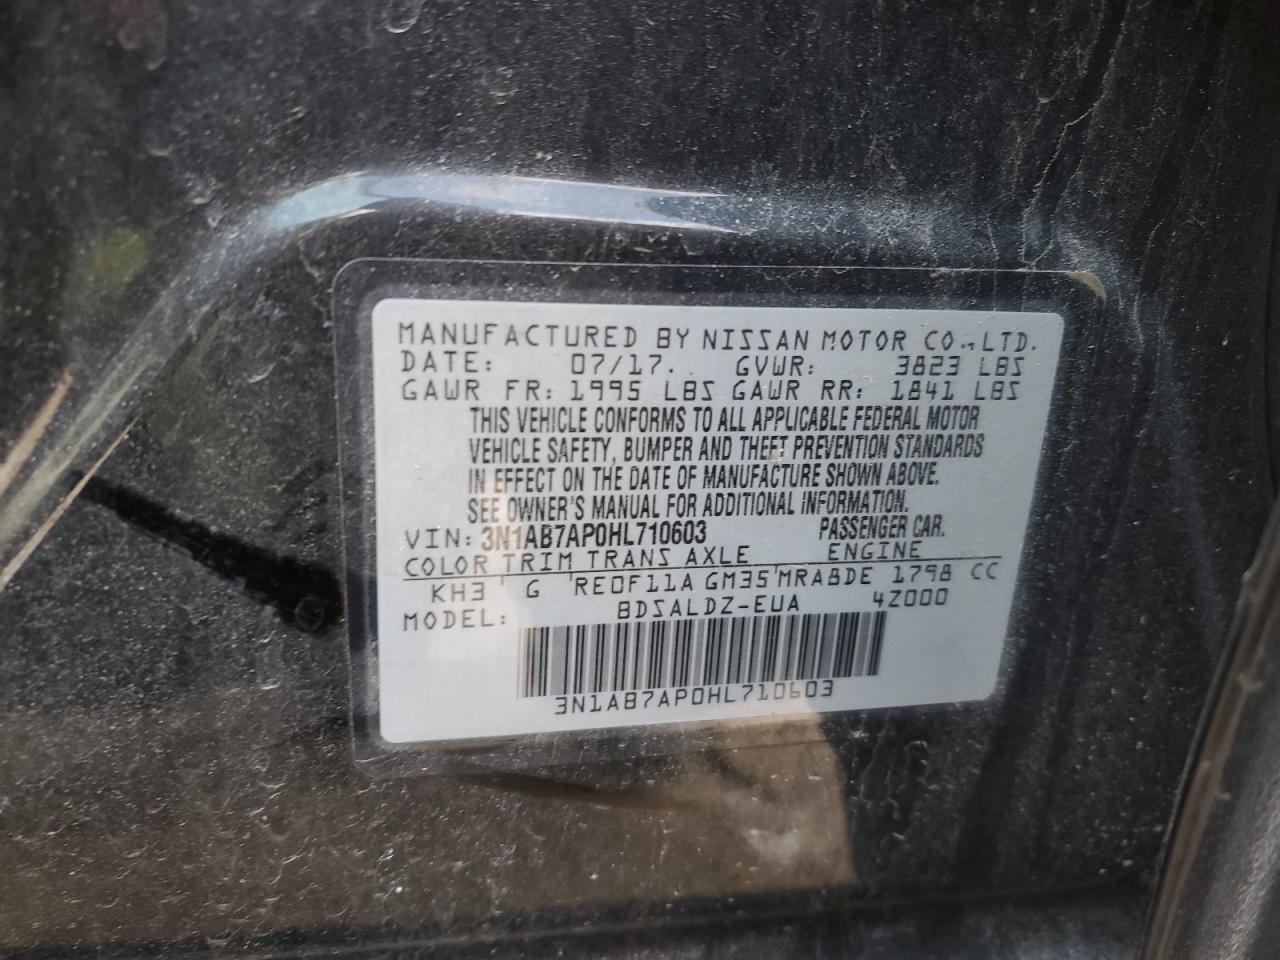 MANUFACTURED BY NISSAN MOTOR CO.,LTD.
DATE: 07/17. GVWR: 3823 LBS
GAWR FR: 1995 LBS GAWR RR: 1841 LBS
THIS VEHICLE CONFORMS TO ALL APPLICABLE FEDERAL MOTOR
VEHICLE SAFETY, BUMPER AND THEFT PREVENTION STANDARDS
IN EFFECT ON THE DATE OF MANUFACTURE SHOWN ABOVE.
SEE OWNER'S MANUAL FOR ADDITIONAL INFORMATION.
VIN: 3N1AB7AP0HL710603 PASSENGER CAR.
COLOR TRIM TRANS AXLE ENGINE
KH3 G RE0F11A GM35 MRA8DE 1798 CC
MODEL: BDSALDZ-EUA 4Z000
3N1AB7AP0HL710603